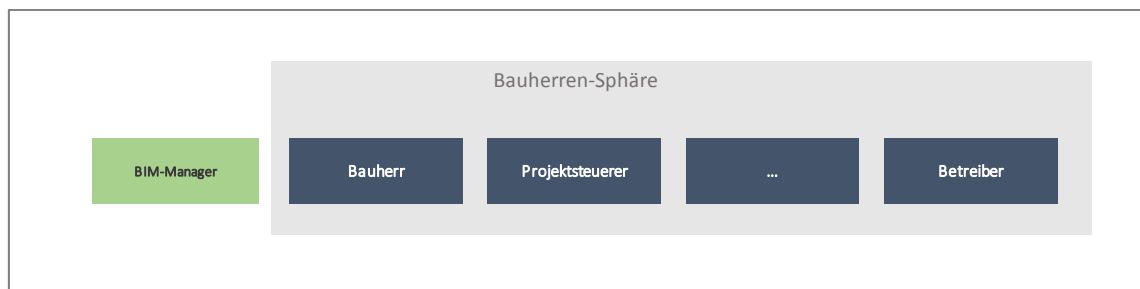 Bauherren-Sphäre
BIM-Manager
Bauherr
Projektsteuerer
...
Betreiber